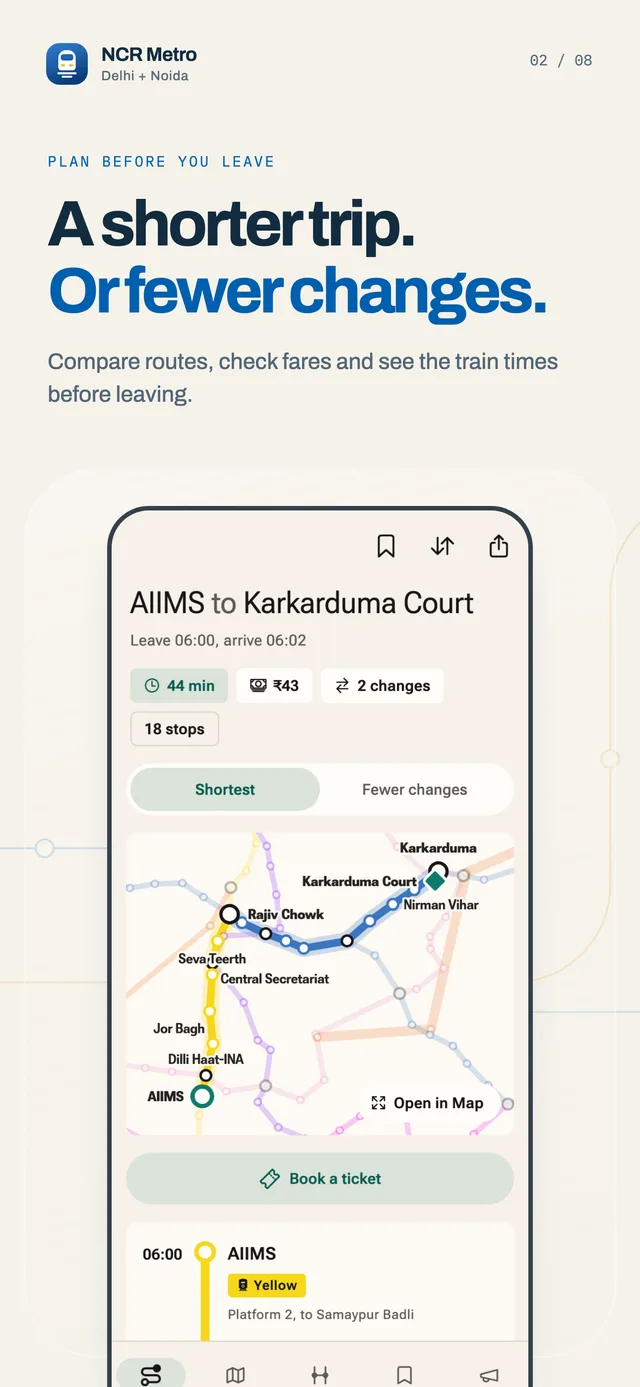 NCR Metro
Delhi + Noida
02 / 08
PLAN BEFORE YOU LEAVE
A shorter trip.
Or fewer changes.
Compare routes, check fares and see the train times
before leaving.
AIIMS to Karkarduma Court
Leave 06:00, arrive 06:02
44 min
₹43
2 changes
18 stops
Shortest
Fewer changes
Karkarduma
Karkarduma Court
Nirman Vihar
Rajiv Chowk
Seva Teerth
Central Secretariat
Jor Bagh
Dilli Haat-INA
AIIMS
Open in Map
Book a ticket
06:00 AIIMS
Yellow
Platform 2, to Samaypur Badli